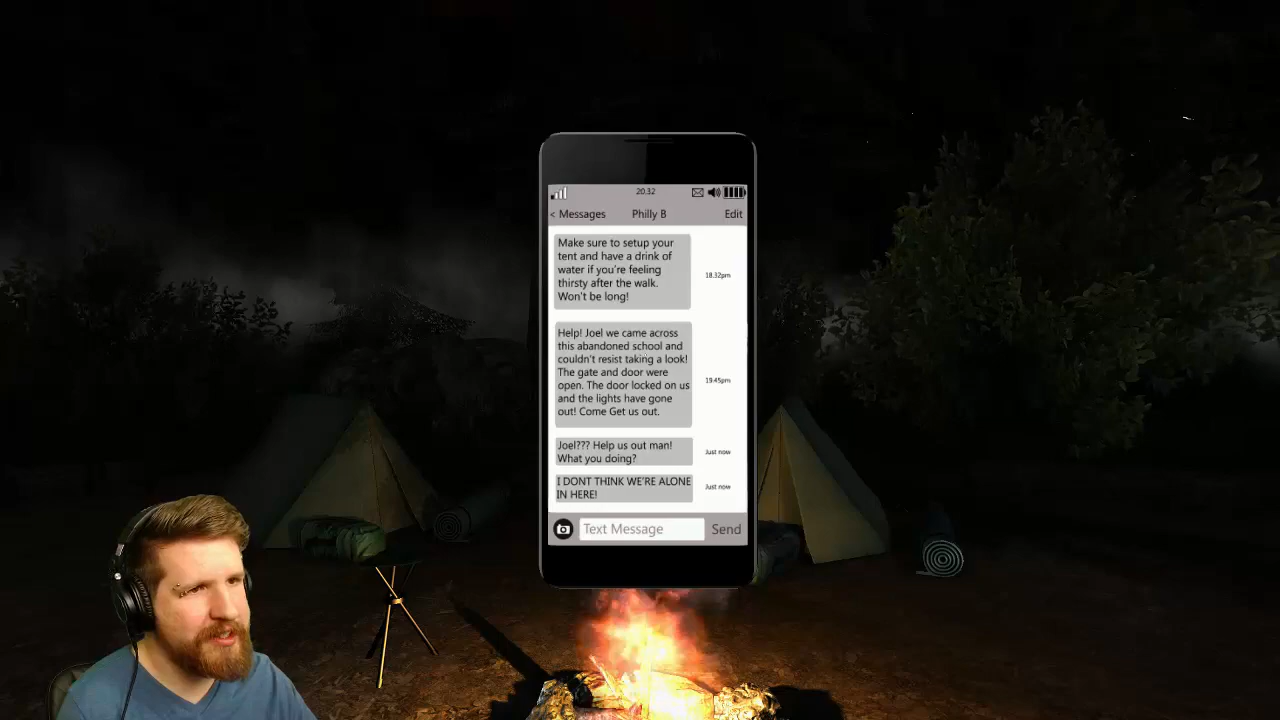 20.32
< Messages Philly B Edit
Make sure to setup your
tent and have a drink of
water if you're feeling
thirsty after the walk.
Won't be long!
18.32pm
Help! Joel we came across
this abandoned school and
couldn't resist taking a look!
The gate and door were
open. The door locked on us
and the lights have gone
out! Come Get us out.
19.45pm
Joel??? Help us out man!
What you doing?
Just now
I DONT THINK WE'RE ALONE
IN HERE!
Just now
Text Message Send